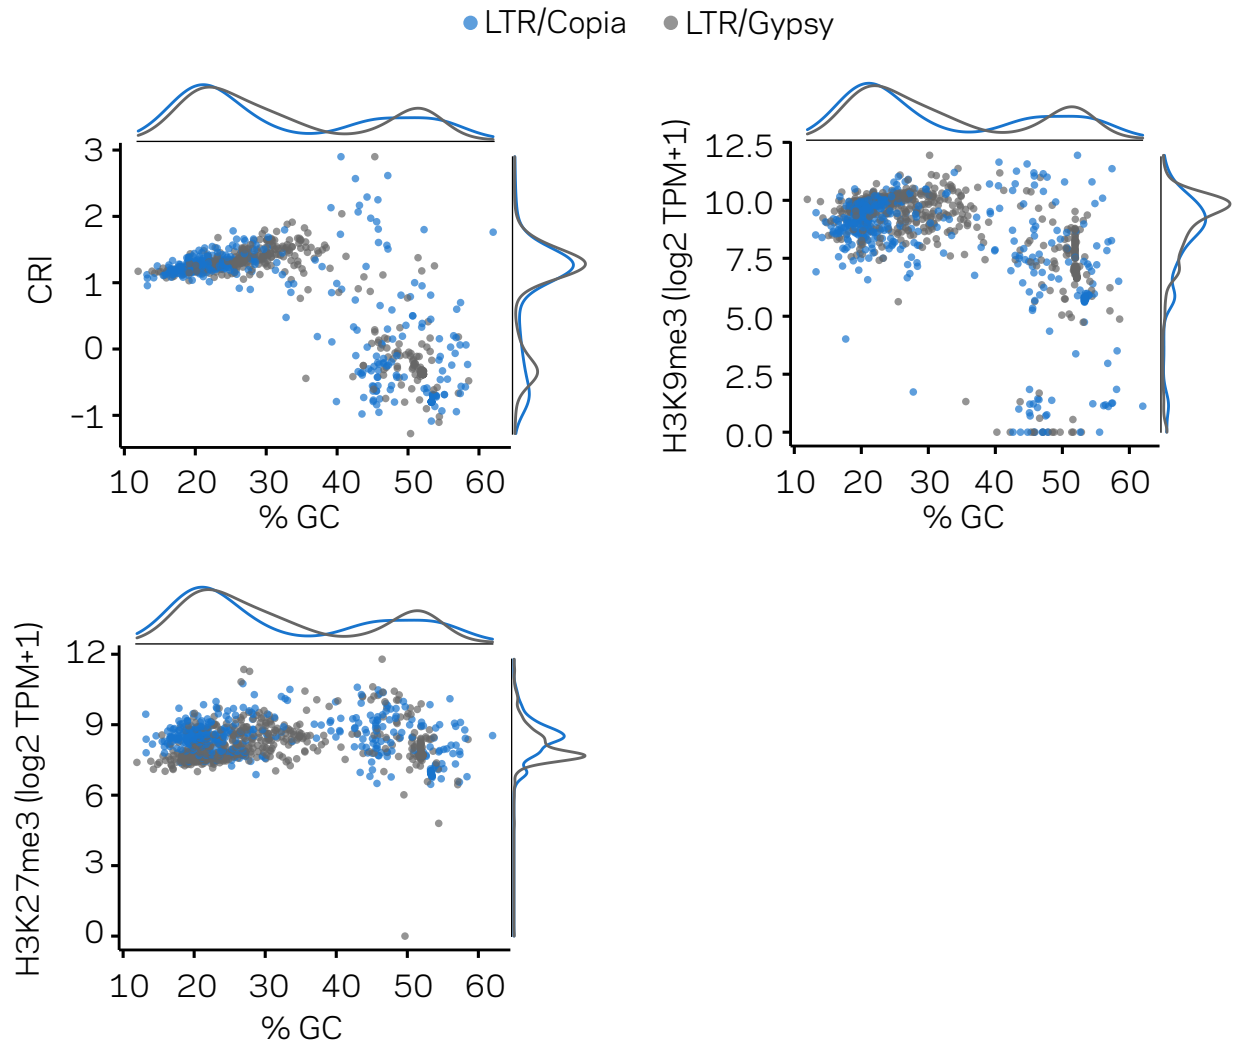 LTR/Copia LTR/Gypsy
CRI
3
2
1
0
−1
10 20 30 40 50 60
% GC
H3K9me3 (log2 TPM+1)
12.5
10.0
7.5
5.0
2.5
0.0
10 20 30 40 50 60
% GC
H3K27me3 (log2 TPM+1)
12
9
6
3
0
10 20 30 40 50 60
% GC